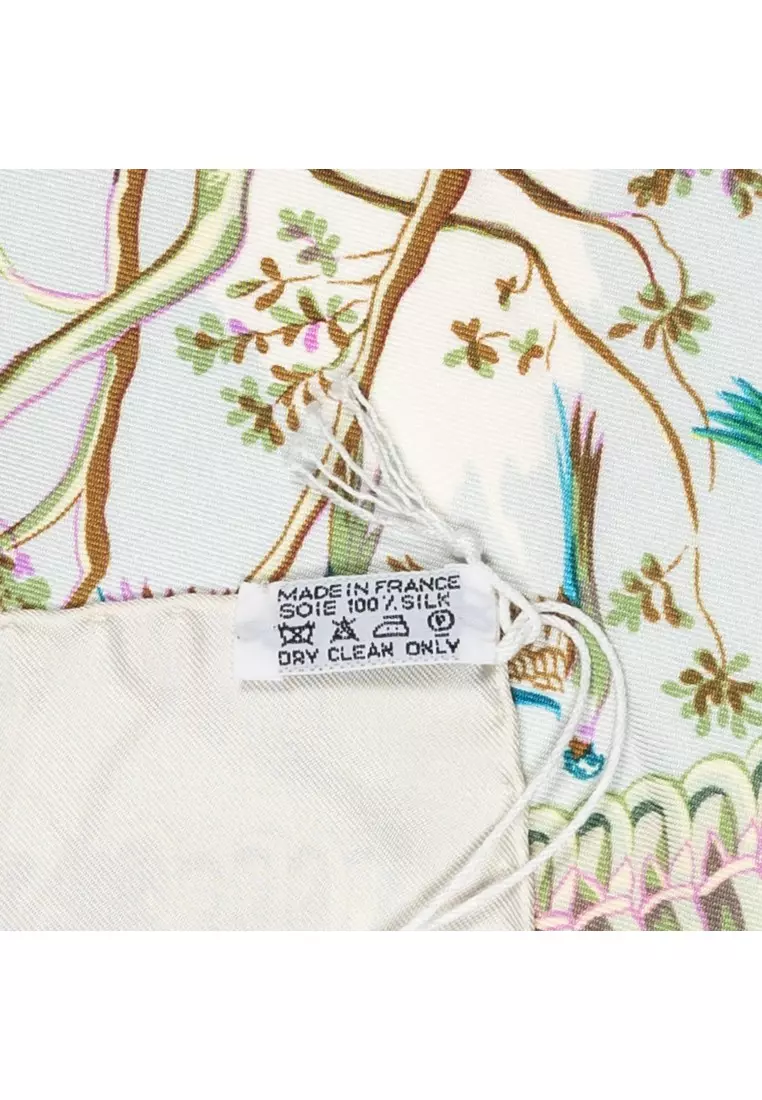 MADE IN FRANCE
SOIE 100% SILK
P
DRY CLEAN ONLY